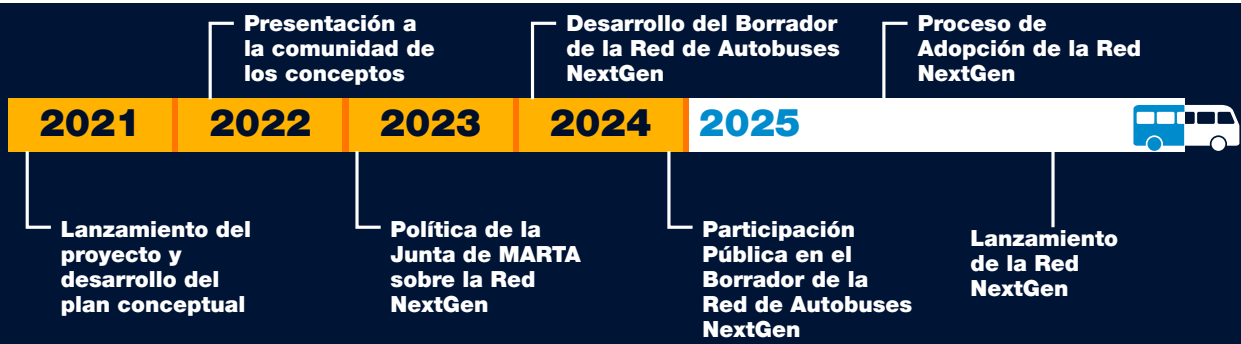 Presentación a
la comunidad de
los conceptos
Desarrollo del Borrador
de la Red de Autobuses
NextGen
Proceso de
Adopción de la Red
NextGen
2021
2022
2023
2024
2025
Lanzamiento del
proyecto y
desarrollo del
plan conceptual
Política de la
Junta de MARTA
sobre la Red
NextGen
Participación
Pública en el
Borrador de la
Red de Autobuses
NextGen
Lanzamiento
de la Red
NextGen